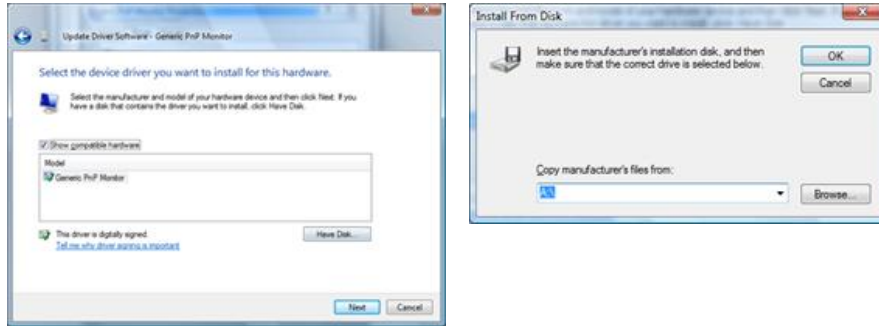 Update Driver Software - Generic PnP Monitor
Select the device driver you want to install for this hardware.
Select the manufacturer and model of your hardware device and then click Next. If you
have a disk that contains the driver you want to install, click Have Disk.
Show compatible hardware
Model
Generic PnP Monitor
This driver is digitally signed.
Tell me why driver signing is important
Have Disk...
Next
Cancel
Install From Disk
Insert the manufacturer's installation disk, and then
make sure that the correct drive is selected below.
OK
Cancel
Copy manufacturer's files from:
A:\
Browse...